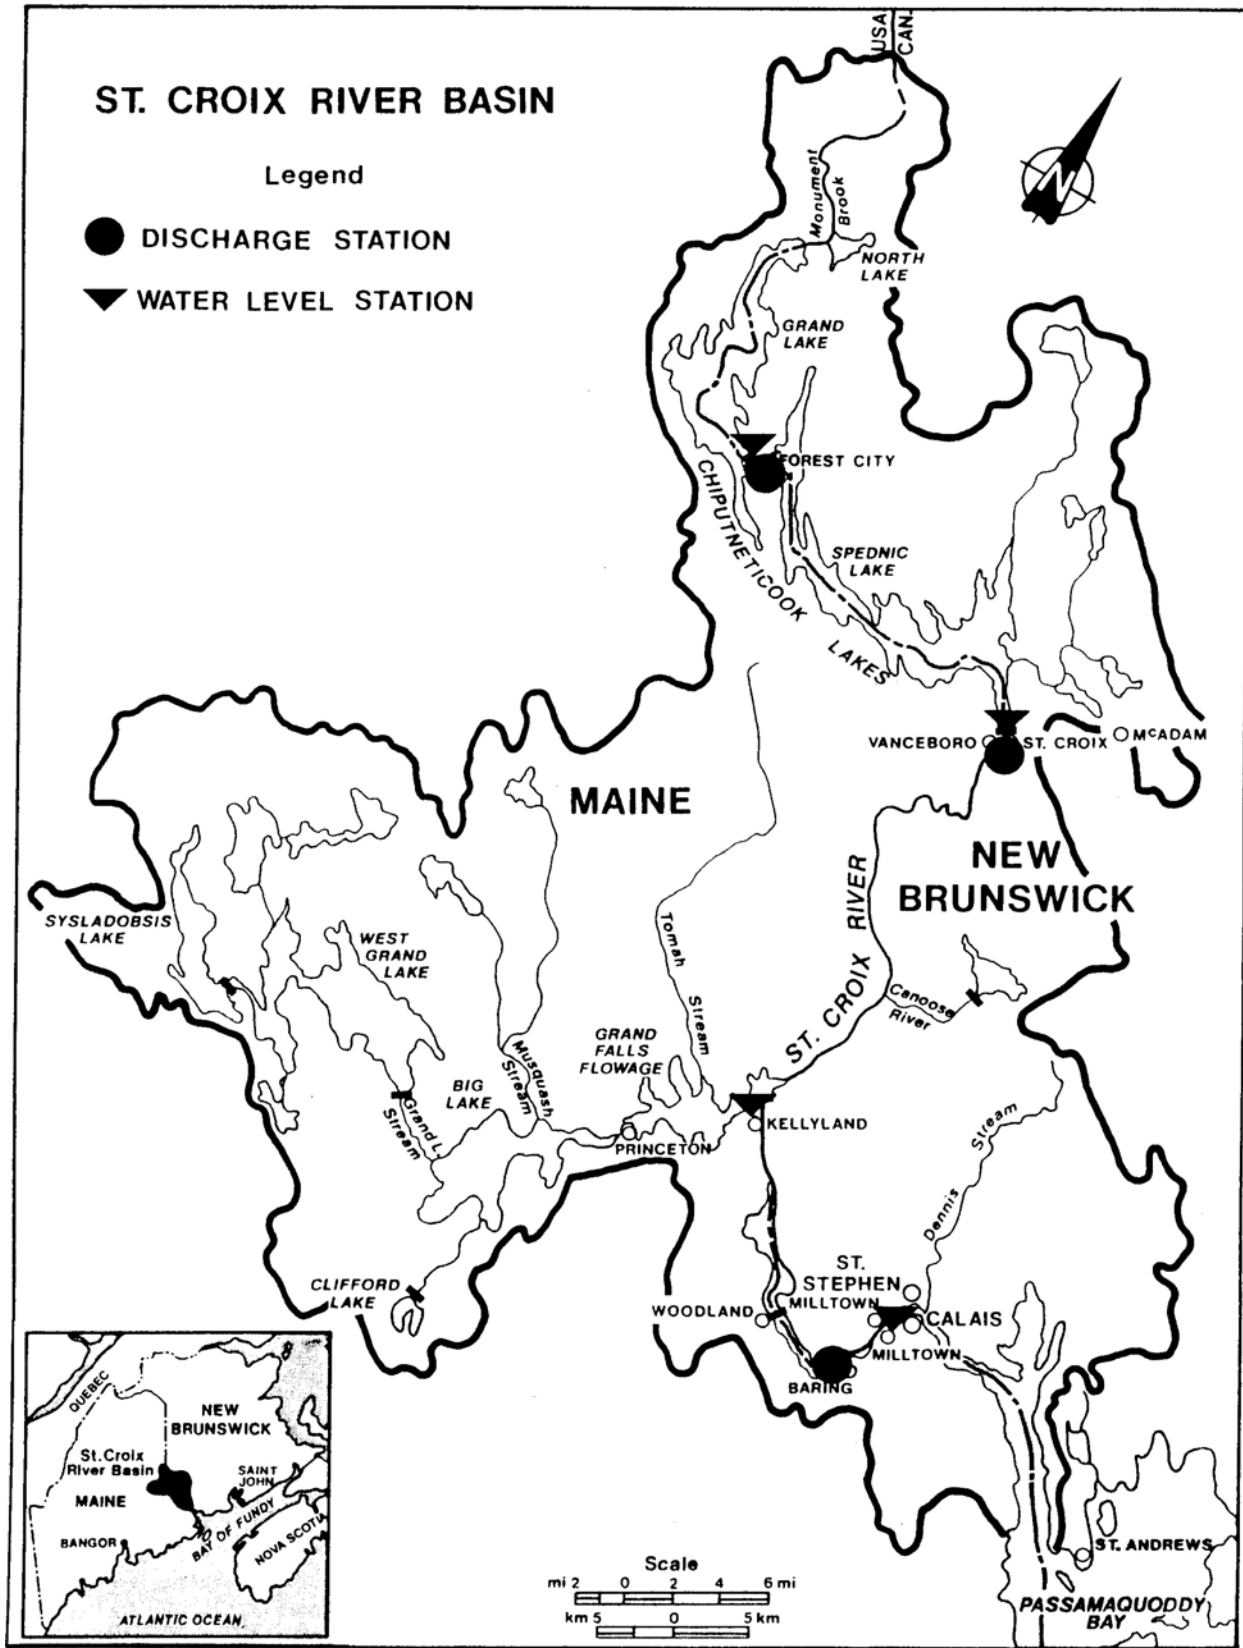 USA
CAN.
ST. CROIX RIVER BASIN
Legend
DISCHARGE STATION
WATER LEVEL STATION
N
Monument
Brook
NORTH
LAKE
GRAND
LAKE
FOREST CITY
CHIPUTNETICOOK
LAKES
SPEDNIC
LAKE
VANCEBORO
ST. CROIX
McADAM
MAINE
NEW
BRUNSWICK
ST. CROIX RIVER
SYSLADOBSIS
LAKE
WEST
GRAND
LAKE
Tomah
Stream
Canoose
River
GRAND
FALLS
FLOWAGE
Musquash
Stream
BIG
LAKE
Grand L.
Stream
PRINCETON
KELLYLAND
Dennis
Stream
CLIFFORD
LAKE
ST.
STEPHEN
MILLTOWN
WOODLAND
CALAIS
MILLTOWN
BARING
QUEBEC
NEW
BRUNSWICK
St. Croix
River Basin
SAINT
JOHN
MAINE
BAY OF FUNDY
BANGOR
NOVA SCOTIA
ATLANTIC OCEAN
Scale
mi 2 0 2 4 6 mi
km 5 0 5 km
ST. ANDREWS
PASSAMAQUODDY
BAY